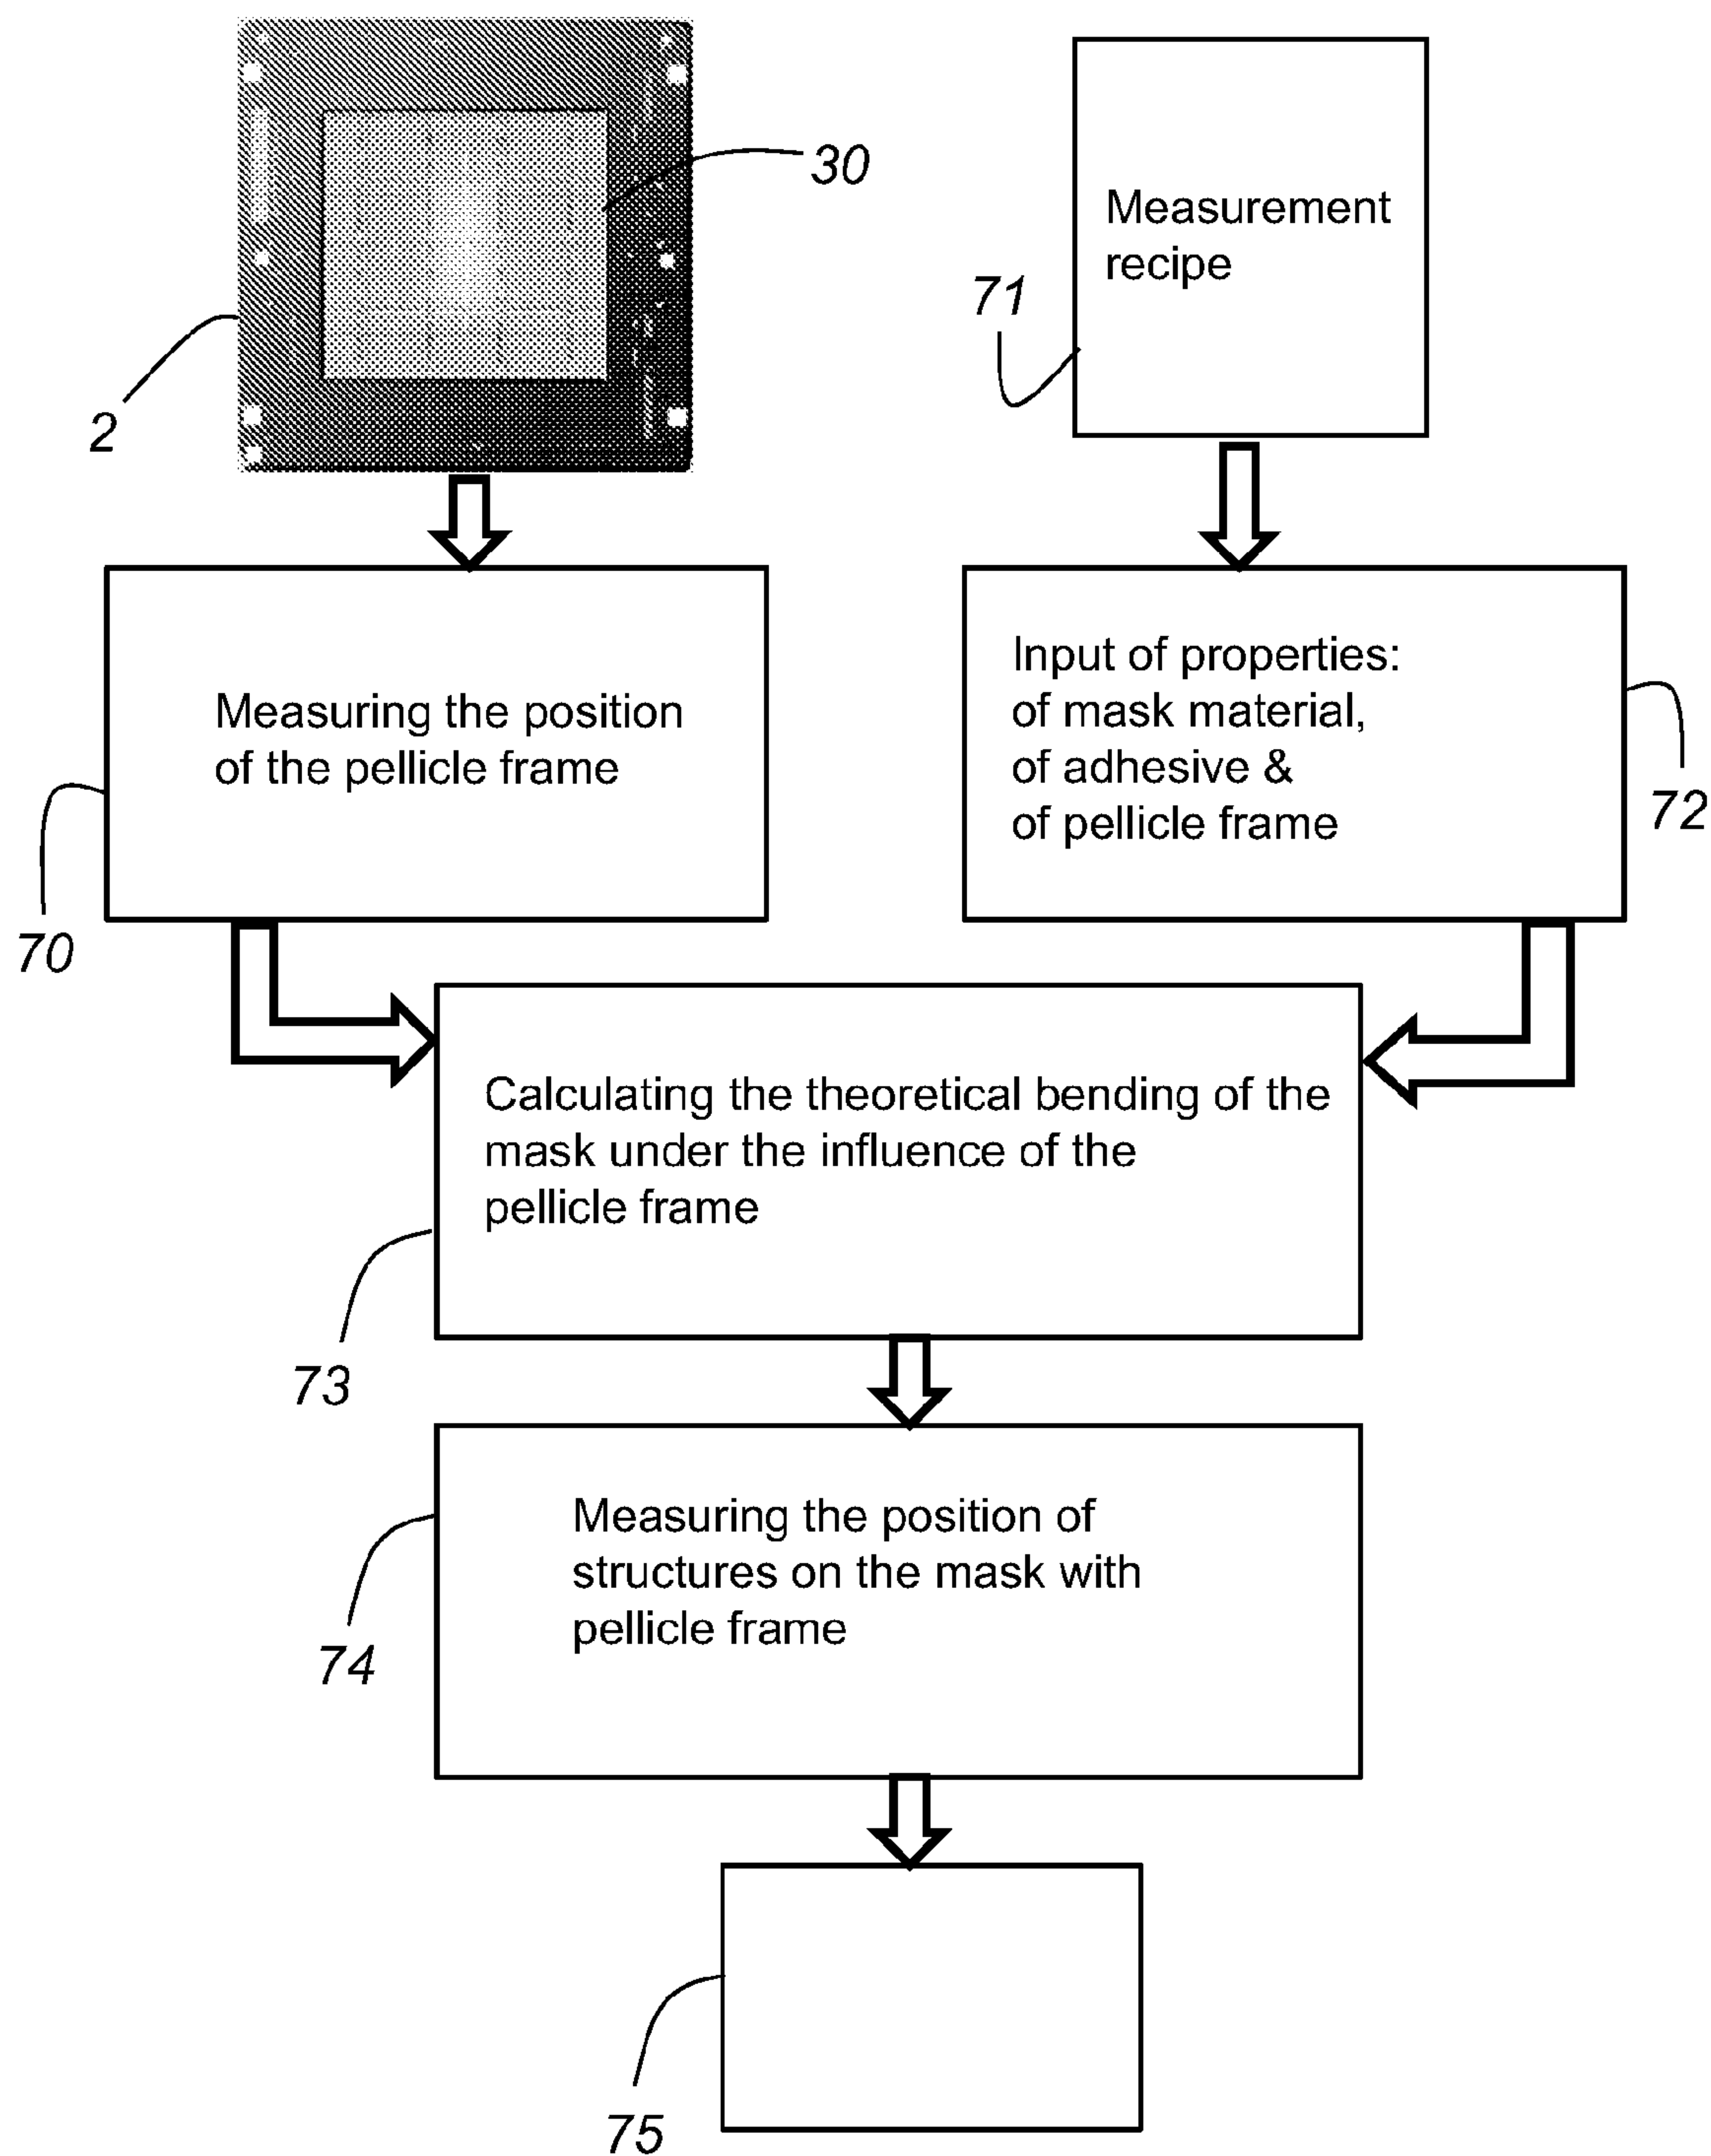 30
2
Measurement
recipe
71
Measuring the position
of the pellicle frame
70
Input of properties:
of mask material,
of adhesive &
of pellicle frame
72
Calculating the theoretical bending of the
mask under the influence of the
pellicle frame
73
Measuring the position of
structures on the mask with
pellicle frame
74
75